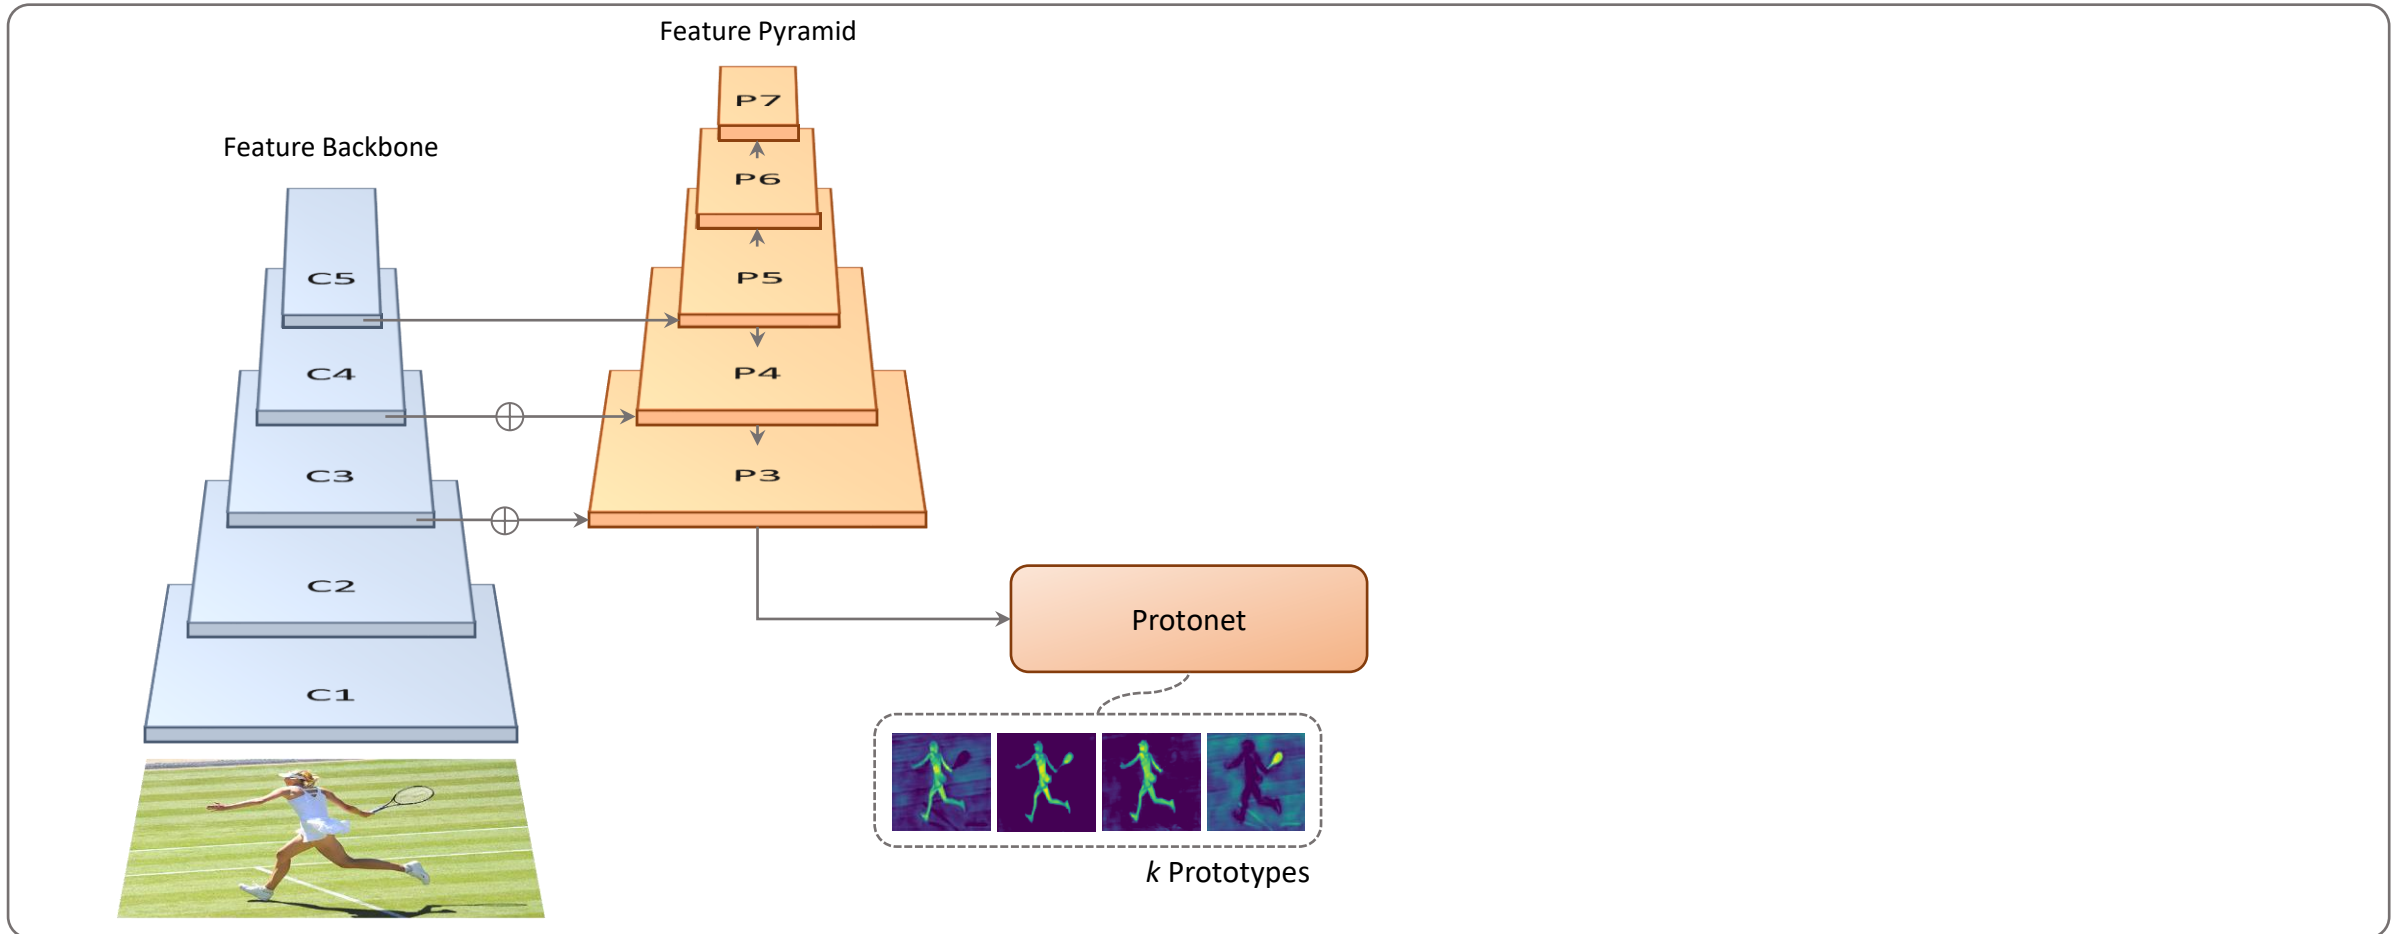 Feature Pyramid
P7
Feature Backbone
P6
C5
P5
C4
P4
C3
P3
C2
Protonet
C1
k Prototypes